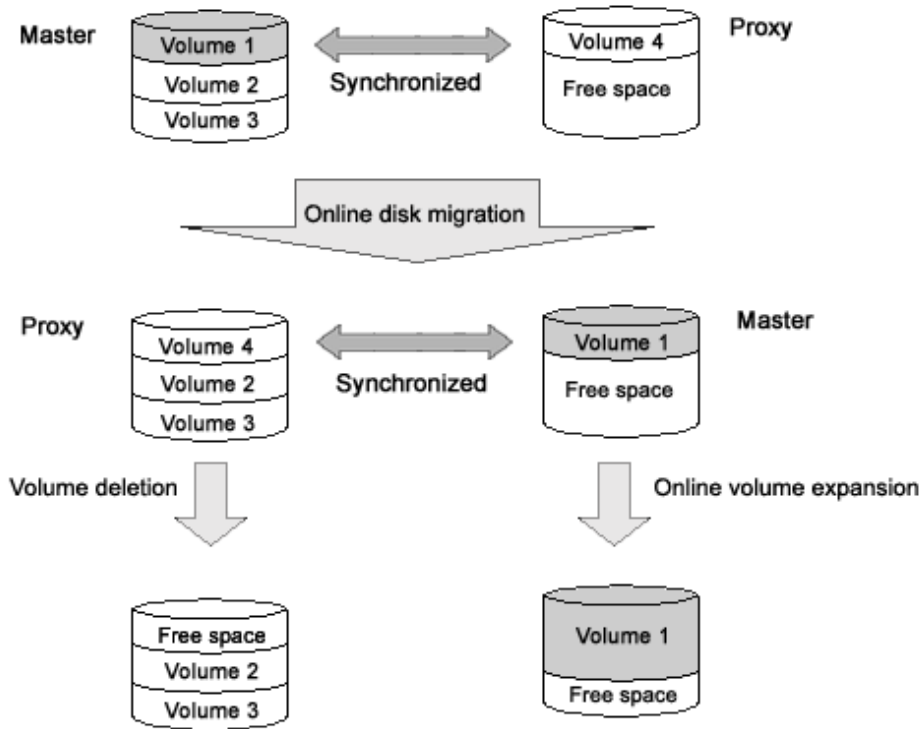 Master
Volume 1
Volume 2
Volume 3
Synchronized
Volume 4
Free space
Proxy
Online disk migration
Proxy
Volume 4
Volume 2
Volume 3
Synchronized
Volume 1
Free space
Master
Volume deletion
Online volume expansion
Free space
Volume 2
Volume 3
Volume 1
Free space